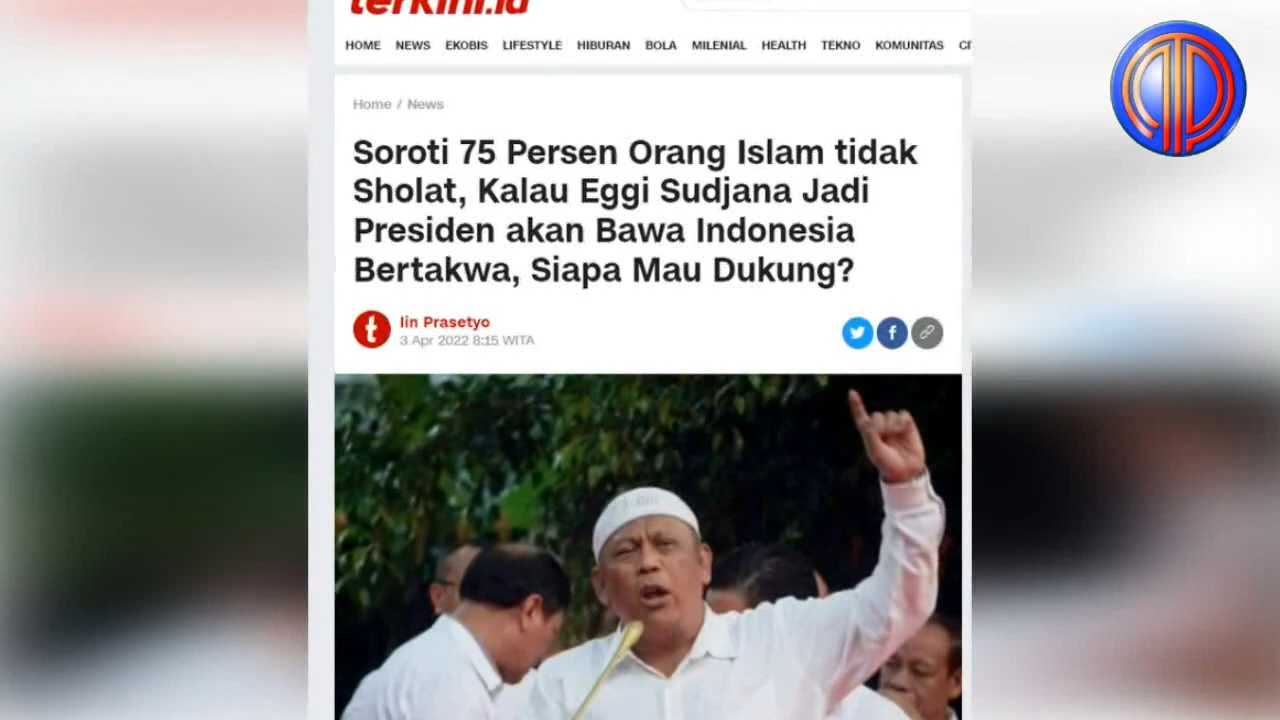 terkini.id
HOME NEWS EKOBIS LIFESTYLE HIBURAN BOLA MILENIAL HEALTH TEKNO KOMUNITAS
Home / News
Soroti 75 Persen Orang Islam tidak
Sholat, Kalau Eggi Sudjana Jadi
Presiden akan Bawa Indonesia
Bertakwa, Siapa Mau Dukung?
t
Iin Prasetyo
3 Apr 2022 8:15 WITA